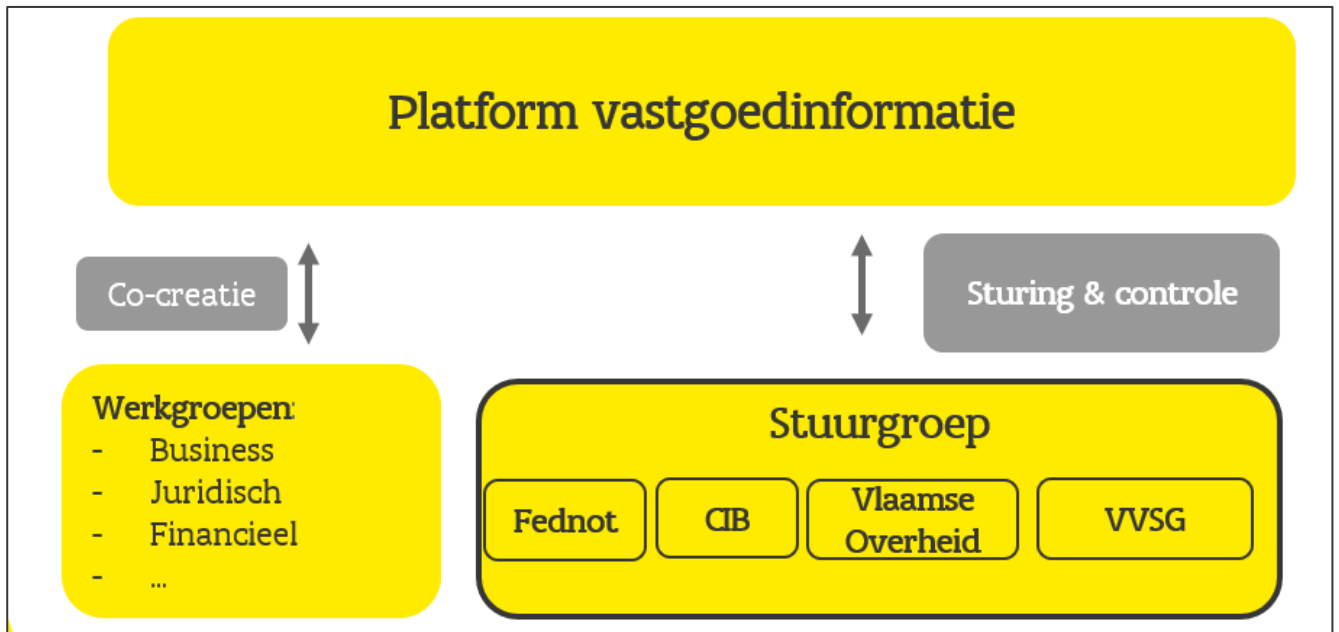 Platform vastgoedinformatie
Co-creatie
Sturing & controle
Werkgroepen:
- Business
- Juridisch
- Financieel
- ...
Stuurgroep
Fednot
CIB
Vlaamse
Overheid
VVSG